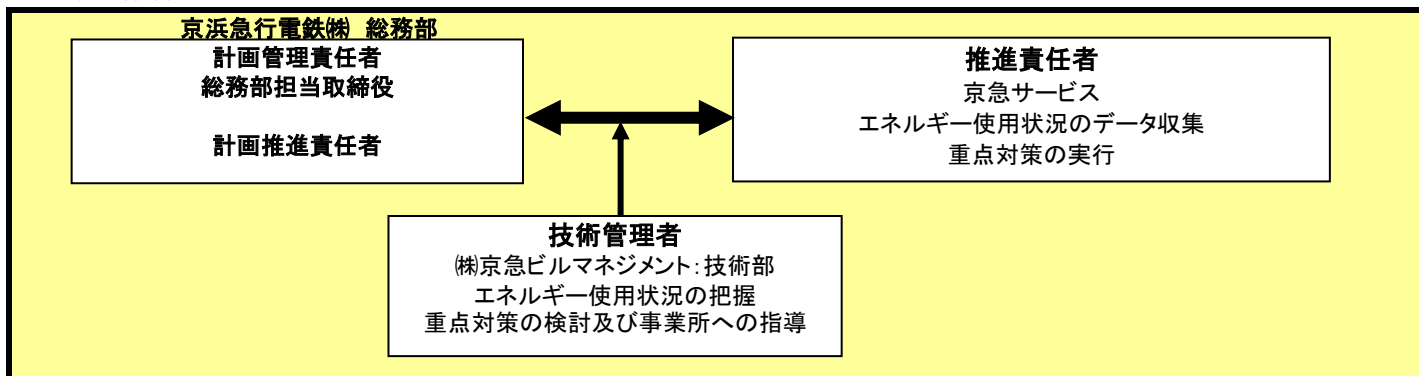 京浜急行電鉄㈱ 総務部
計画管理責任者
総務部担当取締役
計画推進責任者
推進責任者
京急サービス
エネルギー使用状況のデータ収集
重点対策の実行
技術管理者
㈱京急ビルマネジメント:技術部
エネルギー使用状況の把握
重点対策の検討及び事業所への指導